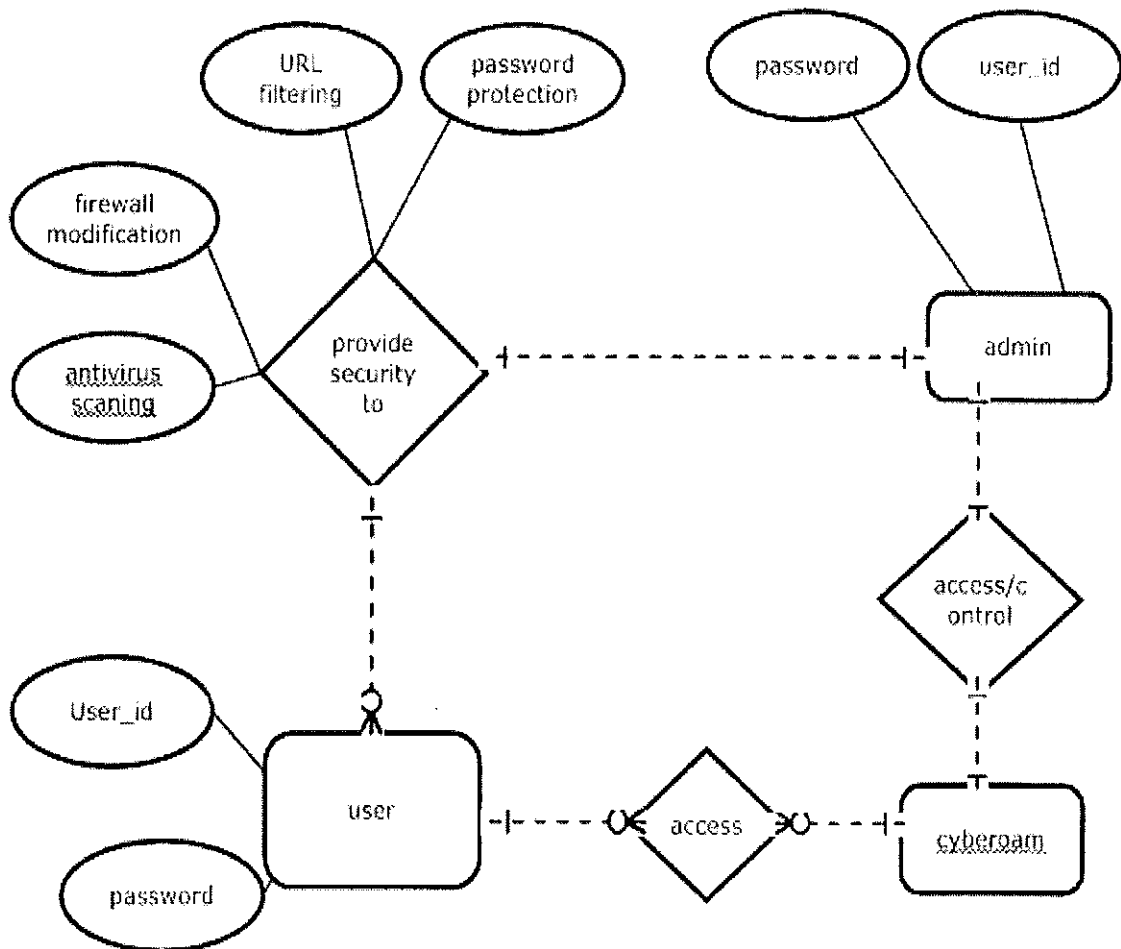 URL
filtering
password
protection
password
user_id
firewall
modification
antivirus
scaning
provide
security
to
admin
access/c
ontrol
User_id
user
access
cyberoam
password